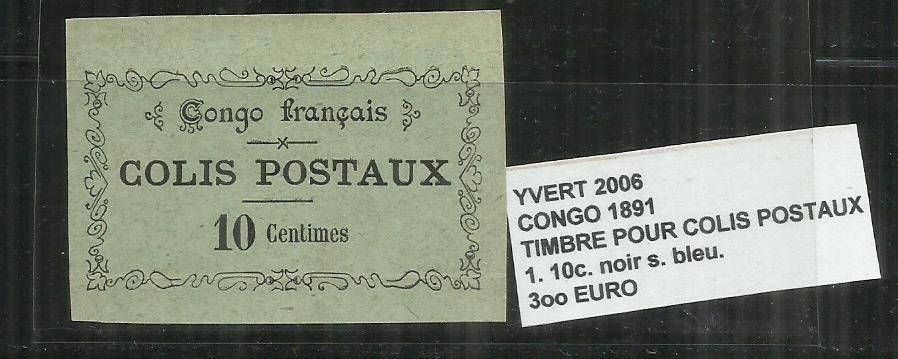 Congo français
COLIS POSTAUX
10 Centimes
YVERT 2006
CONGO 1891
TIMBRE POUR COLIS POSTAUX
1. 10c. noir s. bleu.
3oo EURO